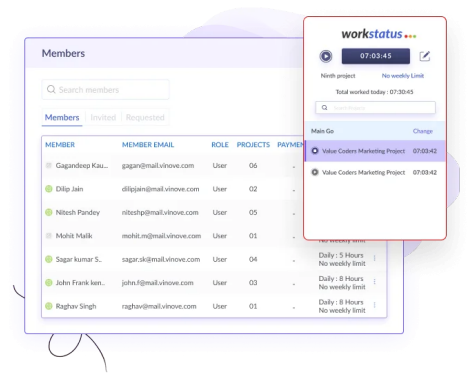 workstatus
07:03:45
Ninth project No weekly Limit
Total worked today : 07:30:45
Main Go Change
Value Coders Marketing Project 07:03:42
Value Coders Marketing Project 07:03:42
Members
Search members
Members Invited Requested
MEMBER MEMBER EMAIL ROLE PROJECTS PAYMEN
Gagandeep Kau... gagan@mail.vinove.com User 06 -
Dilip Jain dilipjain@mail.vinove.com User 02 -
Nitesh Pandey niteshp@mail.vinove.com User 05 -
Mohit Malik mohit.m@mail.vinove.com User 01 -
No weekly limit
Sagar kumar S.. sagar.sk@mail.vinove.com User 04 - Daily : 5 Hours
No weekly limit
John Frank ken.. john.f@mail.vinove.com User 03 - Daily : 8 Hours
No weekly limit
Raghav Singh raghav@mail.vinove.com User 01 - Daily : 8 Hours
No weekly limit